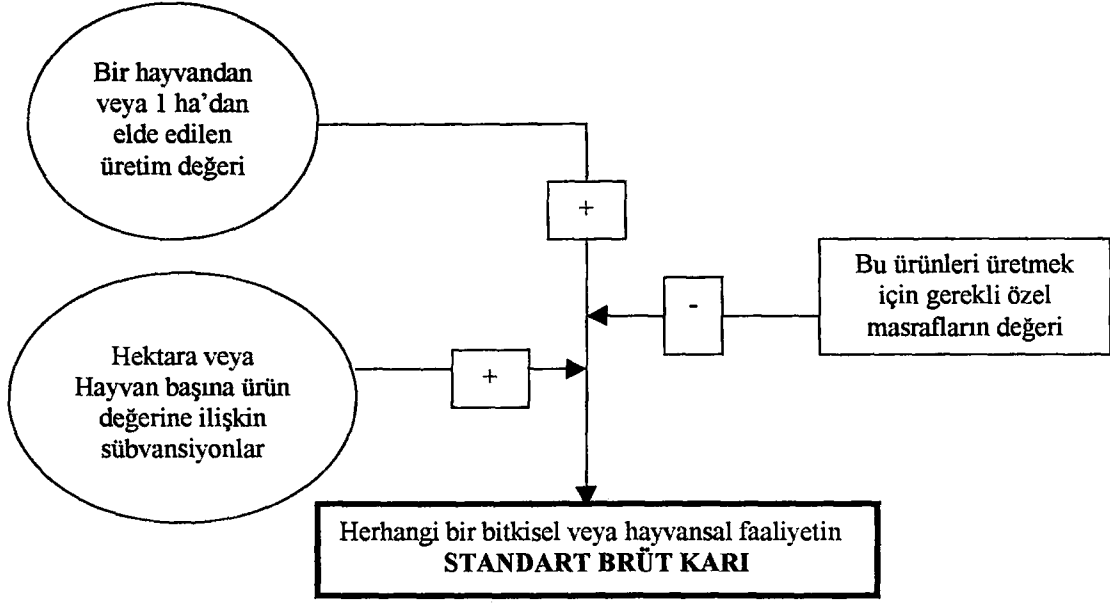 Bir hayvandan
veya 1 ha'dan
elde edilen
üretim değeri
+
Bu ürünleri üretmek
için gerekli özel
masrafların değeri
-
Hektara veya
Hayvan başına ürün
değerine ilişkin
sübvansiyonlar
+
Herhangi bir bitkisel veya hayvansal faaliyetin
STANDART BRÜT KARI